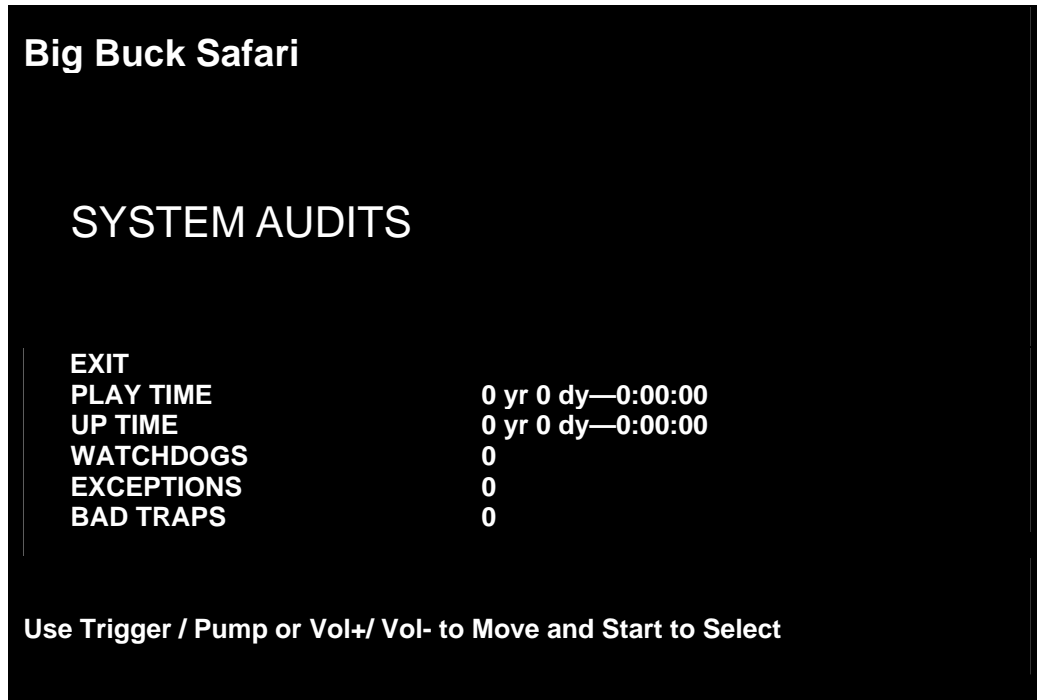 Big Buck Safari
SYSTEM AUDITS
EXIT
PLAY TIME 0 yr 0 dy—0:00:00
UP TIME 0 yr 0 dy—0:00:00
WATCHDOGS 0
EXCEPTIONS 0
BAD TRAPS 0
Use Trigger / Pump or Vol+/ Vol- to Move and Start to Select